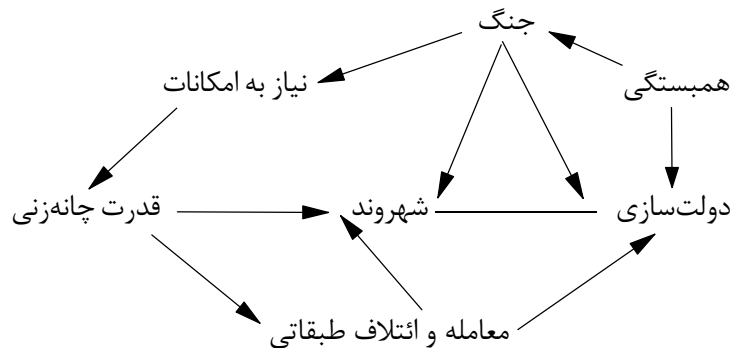 جنگ
همبستگی
نیاز به امکانات
دولت‌سازی
شهروند
قدرت چانه‌زنی
معامله و ائتلاف طبقاتی